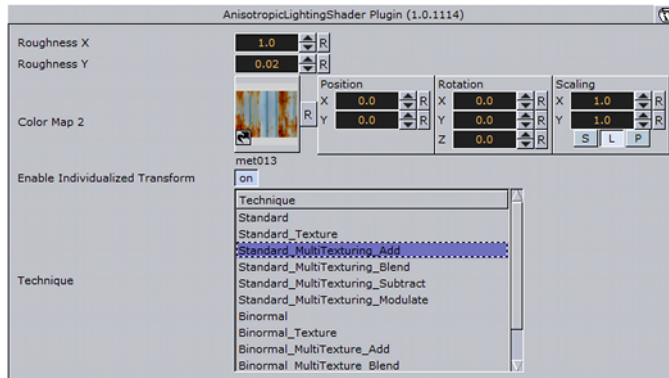 AnisotropicLightingShader Plugin (1.0.1114)
Roughness X 1.0 R
Roughness Y 0.02 R
Position Rotation Scaling
X 0.0 R X 0.0 R X 1.0 R
Color Map 2 R Y 0.0 R Y 0.0 R Y 1.0 R
Z 0.0 R S L P
met013
Enable Individualized Transform on
Technique
Standard
Standard_Texture
Standard_MultiTexturing_Add
Standard_MultiTexturing_Blend
Technique Standard_MultiTexturing_Subtract
Standard_MultiTexturing_Modulate
Binormal
Binormal_Texture
Binormal_MultiTexture_Add
Binormal_MultiTexture_Blend